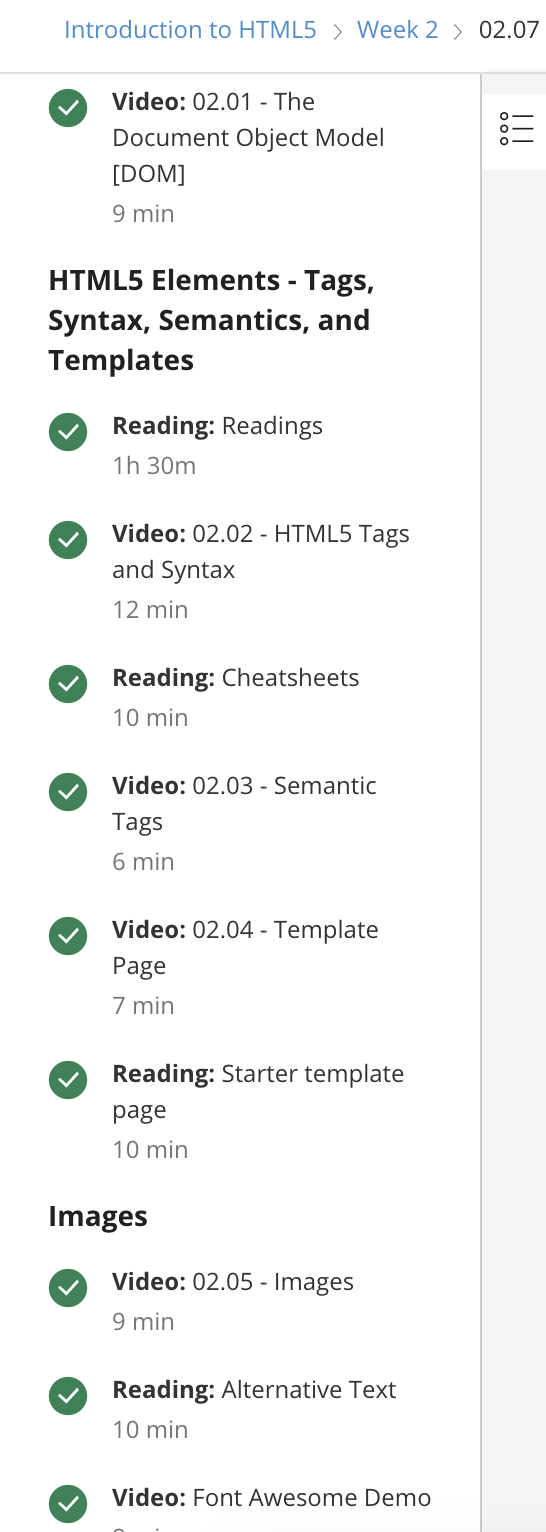 Introduction to HTML5 > Week 2 > 02.07
Video: 02.01 - The
Document Object Model
[DOM]
9 min
HTML5 Elements - Tags,
Syntax, Semantics, and
Templates
Reading: Readings
1h 30m
Video: 02.02 - HTML5 Tags
and Syntax
12 min
Reading: Cheatsheets
10 min
Video: 02.03 - Semantic
Tags
6 min
Video: 02.04 - Template
Page
7 min
Reading: Starter template
page
10 min
Images
Video: 02.05 - Images
9 min
Reading: Alternative Text
10 min
Video: Font Awesome Demo